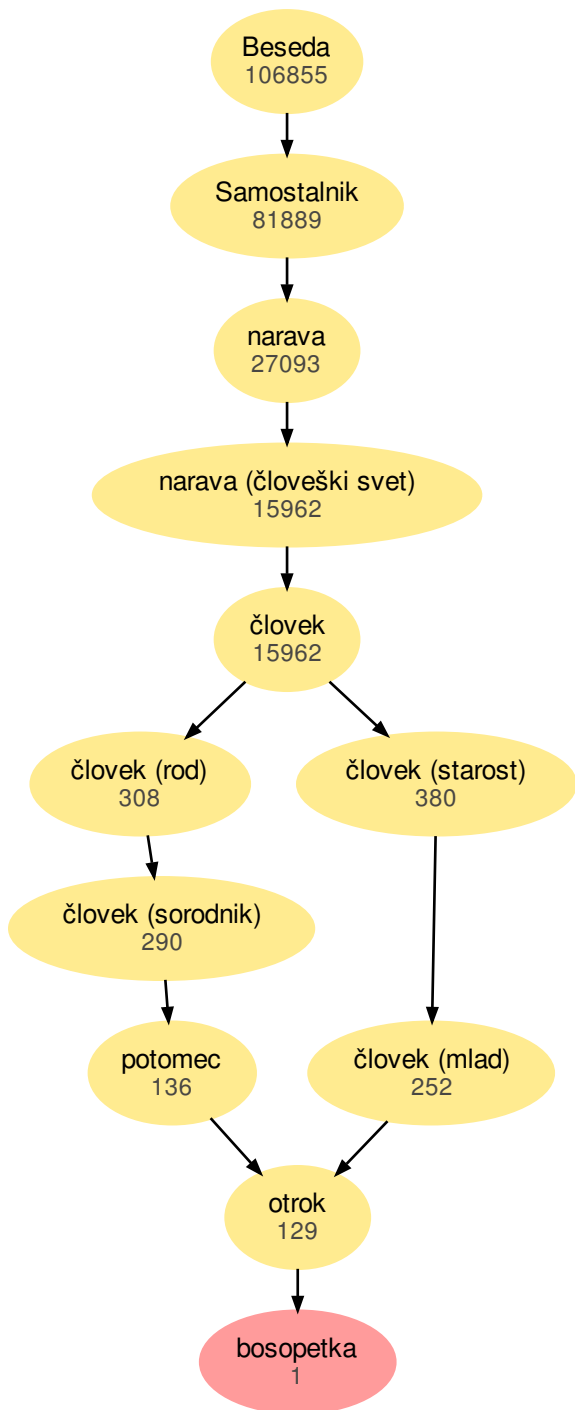 Beseda
106855
Samostalnik
81889
narava
27093
narava (človeški svet)
15962
človek
15962
človek (rod)
308
človek (starost)
380
človek (sorodnik)
290
potomec
136
človek (mlad)
252
otrok
129
bosopetka
1